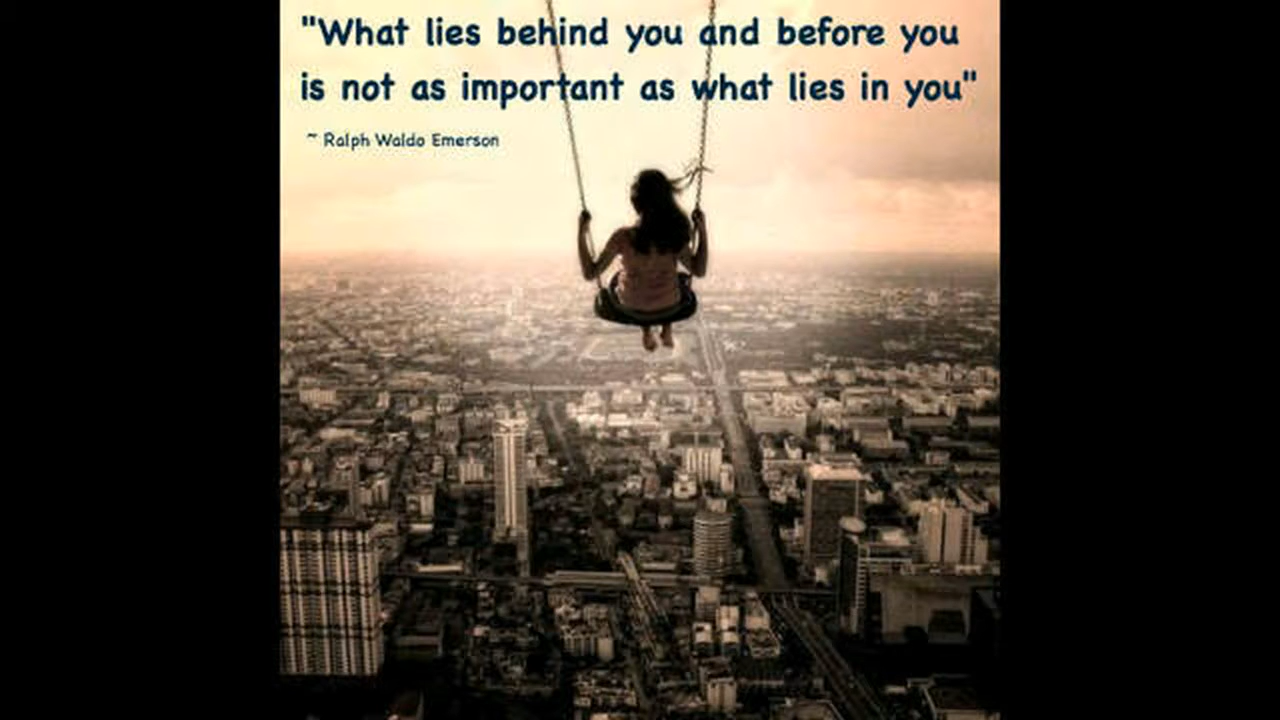 "What lies behind you and before you
is not as important as what lies in you"
~ Ralph Waldo Emerson